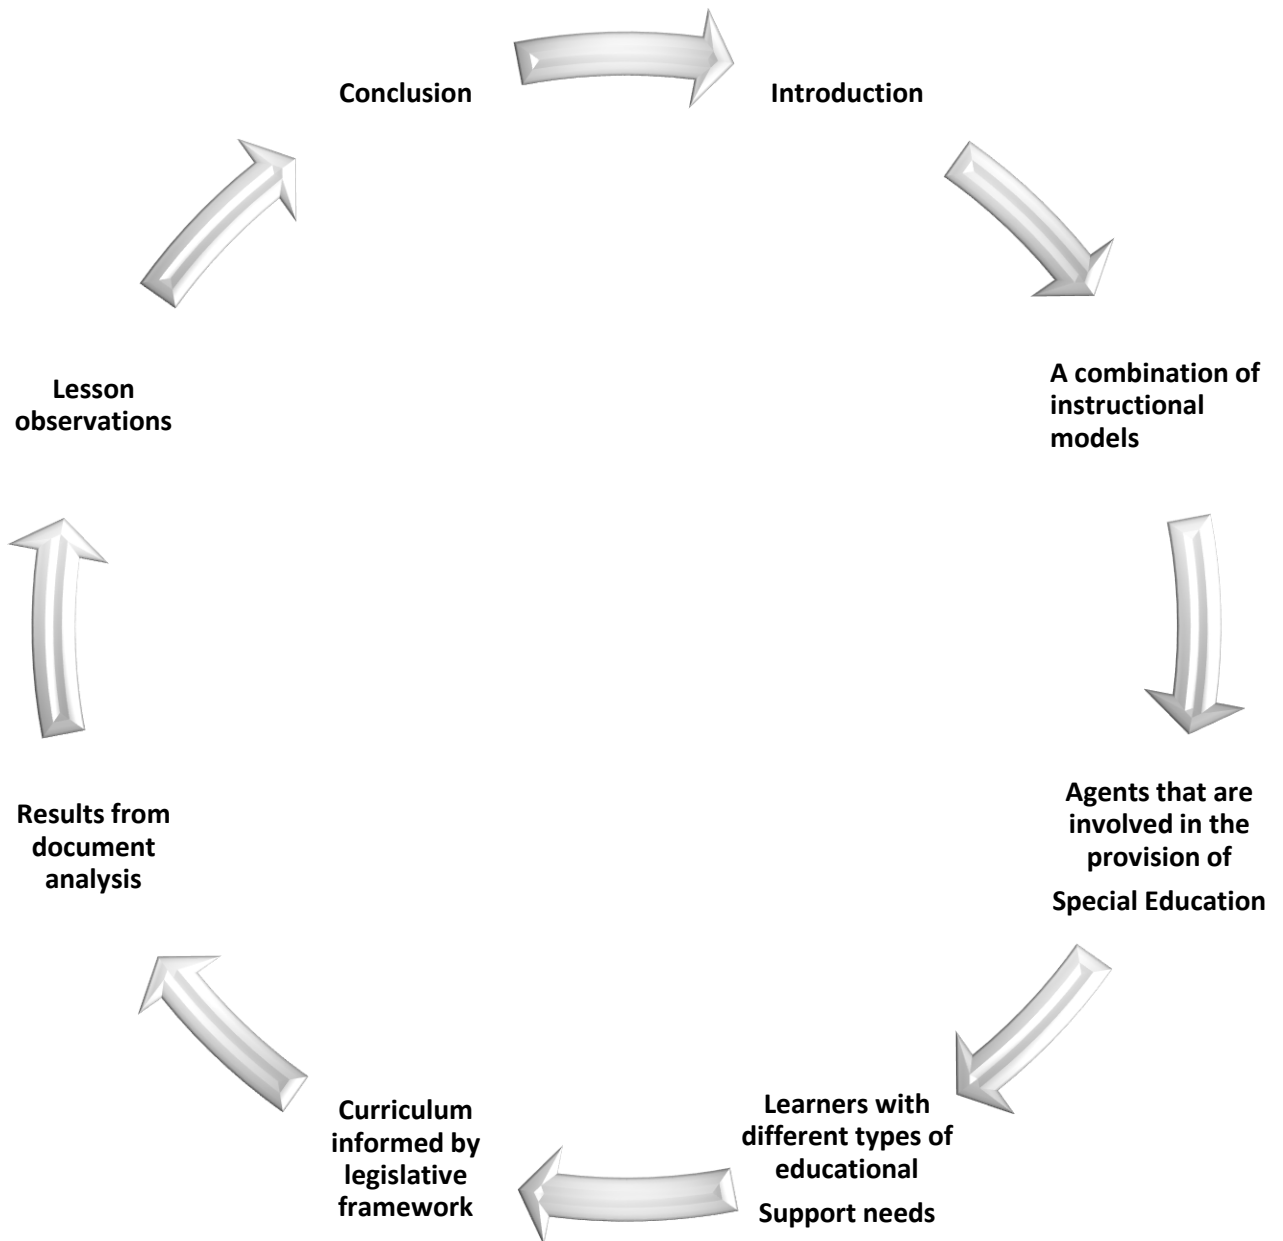 Conclusion
Introduction
A combination of
instructional
models
Agents that are
involved in the
provision of
Special Education
Learners with
different types of
educational
Support needs
Curriculum
informed by
legislative
framework
Results from
document
analysis
Lesson
observations